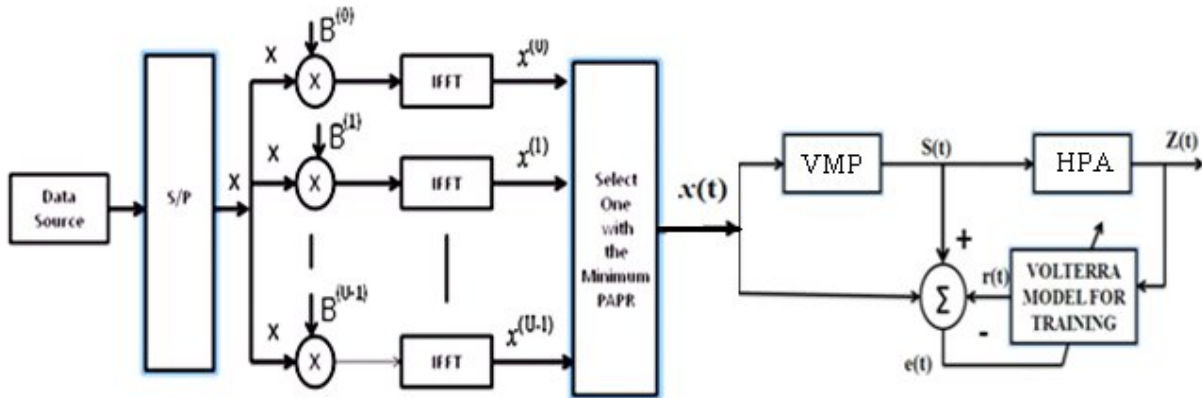 Data
Source
S/P
X
X
B(0)
X
IFFT
x(0)
X
B(1)
X
IFFT
x(1)
X
B(U-1)
X
IFFT
x(U-1)
Select
One
with
the
Minimum
PAPR
x(t)
VMP
S(t)
HPA
Z(t)
+
Σ
-
r(t)
e(t)
VOLTERRA
MODEL FOR
TRAINING